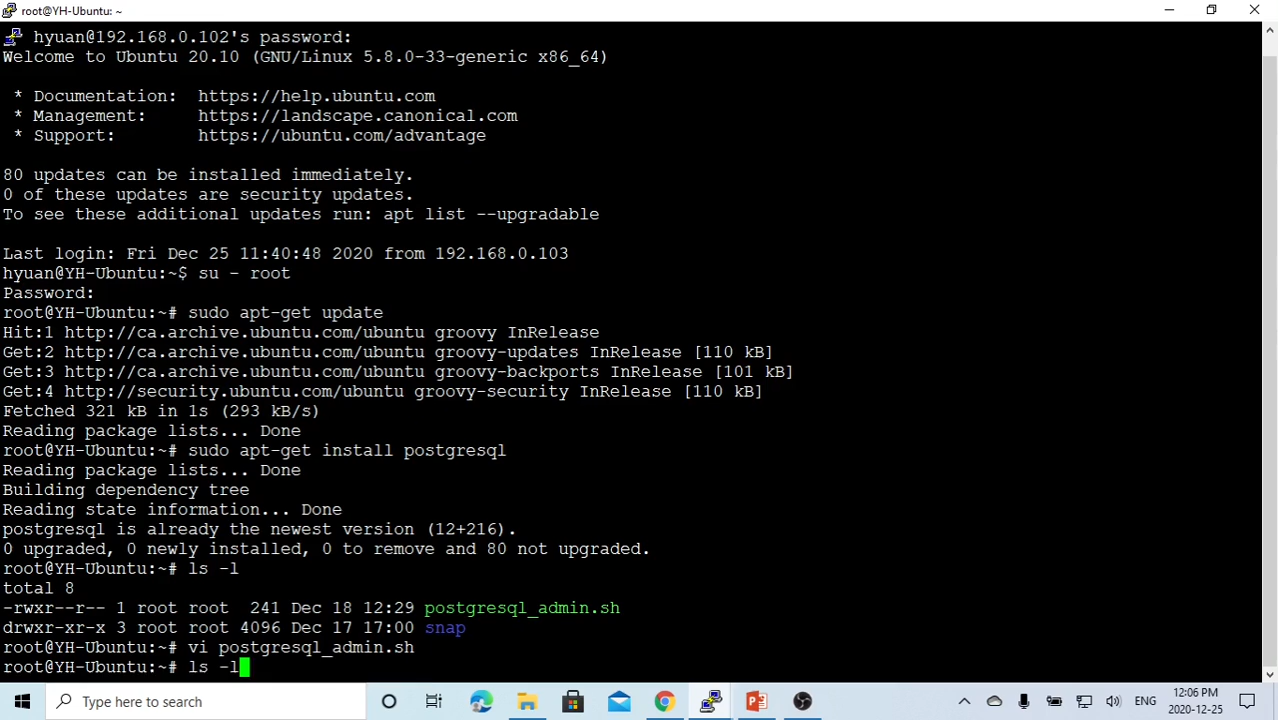 root@YH-Ubuntu: ~
hyuan@192.168.0.102's password:
Welcome to Ubuntu 20.10 (GNU/Linux 5.8.0-33-generic x86_64)
* Documentation: https://help.ubuntu.com
* Management: https://landscape.canonical.com
* Support: https://ubuntu.com/advantage
80 updates can be installed immediately.
0 of these updates are security updates.
To see these additional updates run: apt list --upgradable
Last login: Fri Dec 25 11:40:48 2020 from 192.168.0.103
hyuan@YH-Ubuntu:~$ su - root
Password:
root@YH-Ubuntu:~# sudo apt-get update
Hit:1 http://ca.archive.ubuntu.com/ubuntu groovy InRelease
Get:2 http://ca.archive.ubuntu.com/ubuntu groovy-updates InRelease [110 kB]
Get:3 http://ca.archive.ubuntu.com/ubuntu groovy-backports InRelease [101 kB]
Get:4 http://security.ubuntu.com/ubuntu groovy-security InRelease [110 kB]
Fetched 321 kB in 1s (293 kB/s)
Reading package lists... Done
root@YH-Ubuntu:~# sudo apt-get install postgresql
Reading package lists... Done
Building dependency tree
Reading state information... Done
postgresql is already the newest version (12+216).
0 upgraded, 0 newly installed, 0 to remove and 80 not upgraded.
root@YH-Ubuntu:~# ls -l
total 8
-rwxr--r-- 1 root root 241 Dec 18 12:29 postgresql_admin.sh
drwxr-xr-x 3 root root 4096 Dec 17 17:00 snap
root@YH-Ubuntu:~# vi postgresql_admin.sh
root@YH-Ubuntu:~# ls -l
Type here to search
ENG
12:06 PM
2020-12-25